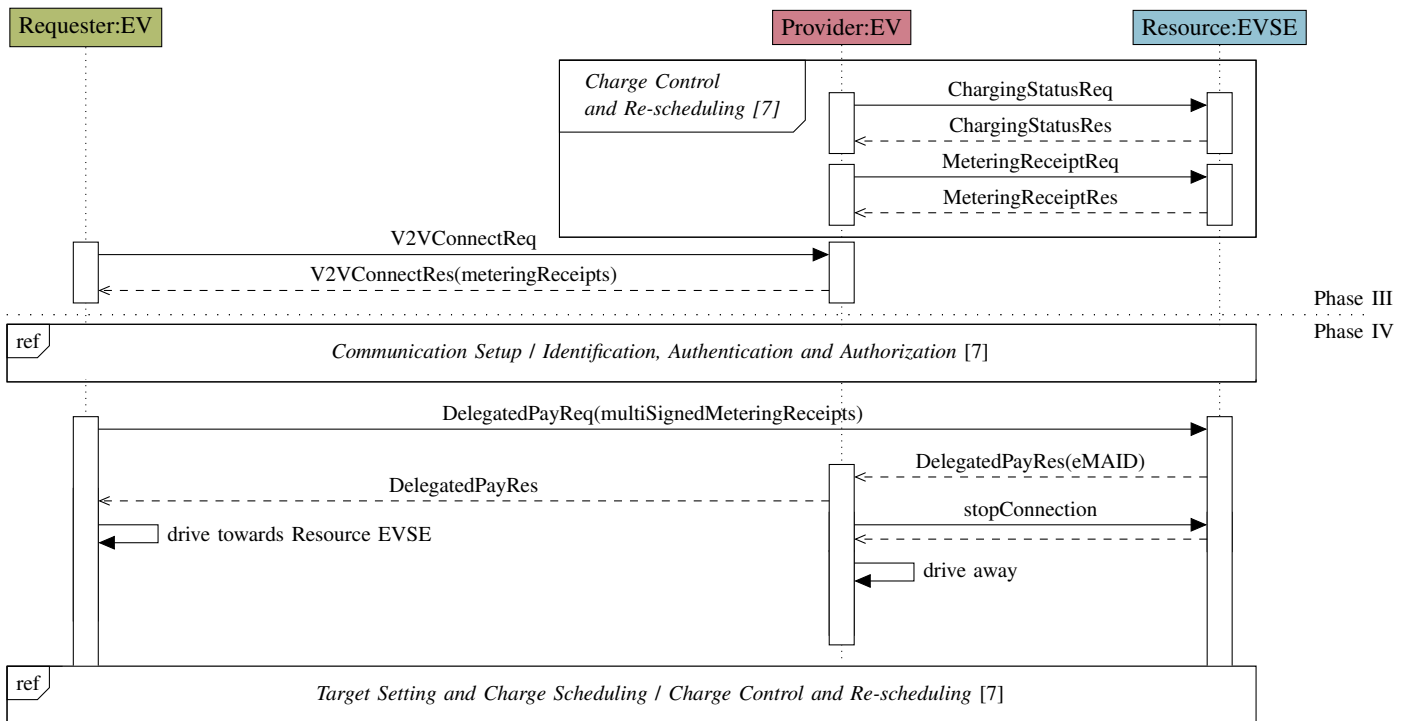 Requester:EV
Provider:EV
Resource:EVSE
Charge Control
and Re-scheduling [7]
ChargingStatusReq
ChargingStatusRes
MeteringReceiptReq
MeteringReceiptRes
V2VConnectReq
V2VConnectRes(meteringReceipts)
Phase III
Phase IV
ref
Communication Setup / Identification, Authentication and Authorization [7]
DelegatedPayReq(multiSignedMeteringReceipts)
DelegatedPayRes(eMAID)
DelegatedPayRes
stopConnection
drive towards Resource EVSE
drive away
ref
Target Setting and Charge Scheduling / Charge Control and Re-scheduling [7]